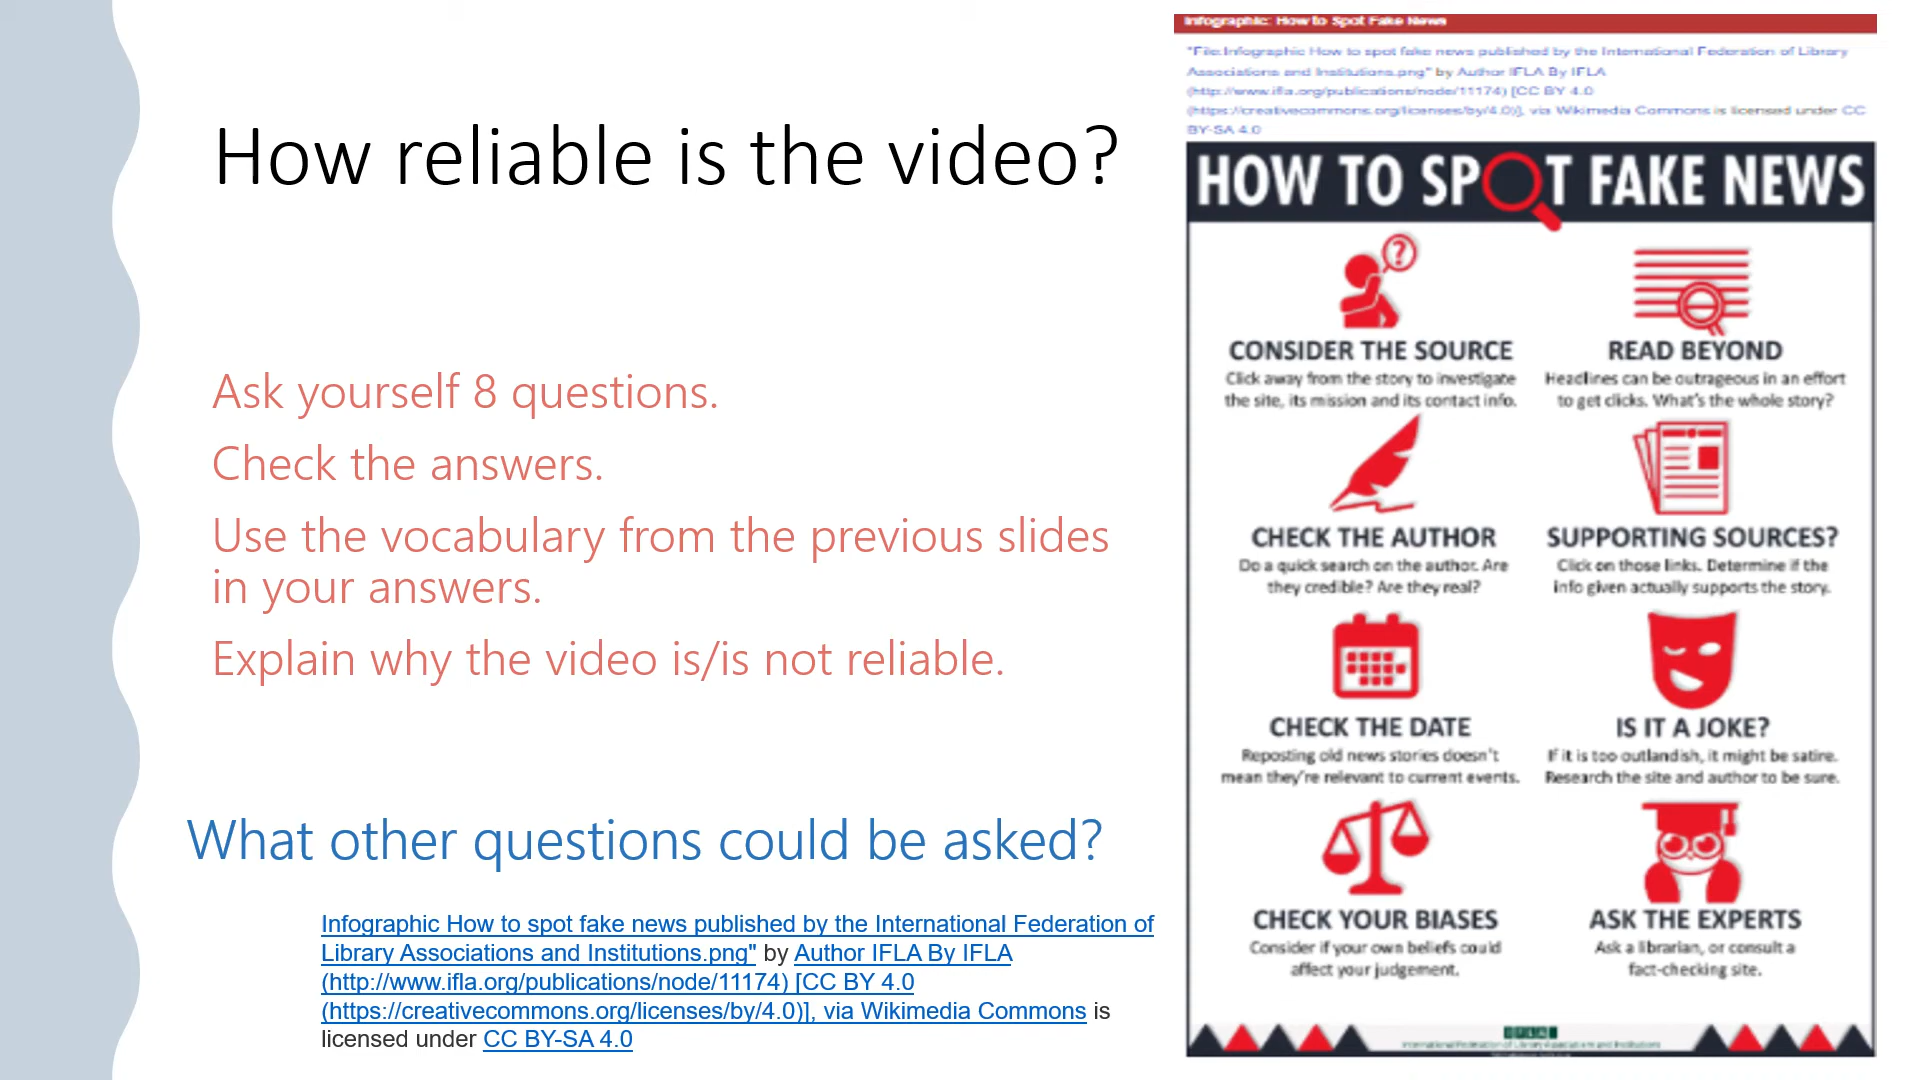 How reliable is the video?
Ask yourself 8 questions.
Check the answers.
Use the vocabulary from the previous slides
in your answers.
Explain why the video is/is not reliable.
What other questions could be asked?
Infographic How to spot fake news published by the International Federation of
Library Associations and Institutions.png" by Author IFLA By IFLA
(http://www.ifla.org/publications/node/11174) [CC BY 4.0
(https://creativecommons.org/licenses/by/4.0)], via Wikimedia Commons is
licensed under CC BY-SA 4.0
Infographic: How to Spot Fake News
"File:Infographic How to spot fake news published by the International Federation of Library
Associations and Institutions.png" by Author IFLA By IFLA
(http://www.ifla.org/publications/node/11174) [CC BY 4.0
(https://creativecommons.org/licenses/by/4.0)], via Wikimedia Commons is licensed under CC
BY-SA 4.0
HOW TO SPOT FAKE NEWS
CONSIDER THE SOURCE
Click away from the story to investigate
the site, its mission and its contact info.
READ BEYOND
Headlines can be outrageous in an effort
to get clicks. What's the whole story?
CHECK THE AUTHOR
Do a quick search on the author. Are
they credible? Are they real?
SUPPORTING SOURCES?
Click on those links. Determine if the
info given actually supports the story.
CHECK THE DATE
Reposting old news stories doesn't
mean they're relevant to current events.
IS IT A JOKE?
If it is too outlandish, it might be satire.
Research the site and author to be sure.
CHECK YOUR BIASES
Consider if your own beliefs could
affect your judgement.
ASK THE EXPERTS
Ask a librarian, or consult a
fact-checking site.
IFLA
International Federation of Library Associations and Institutions